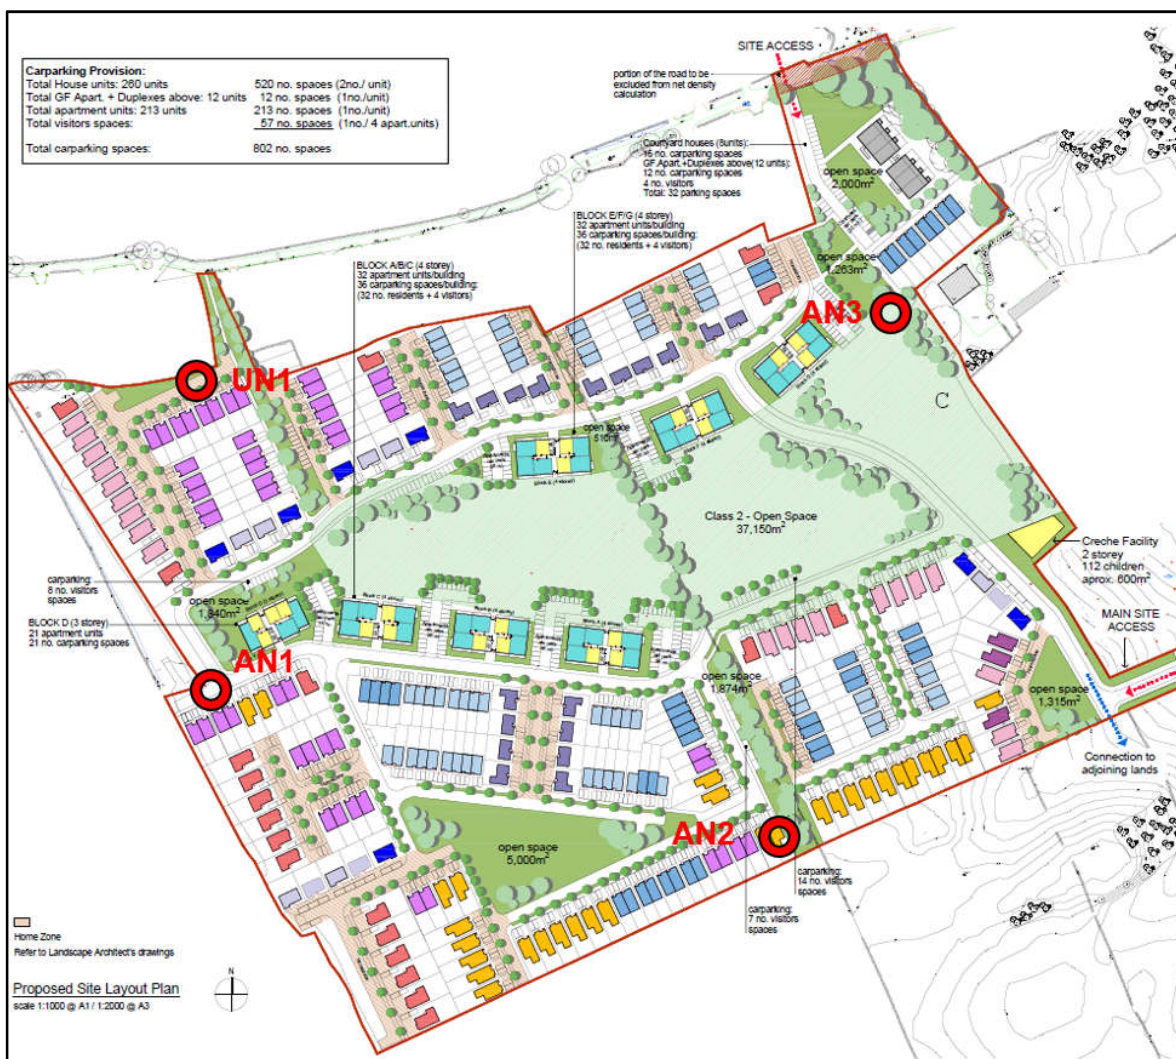 SITE ACCESS
Carparking Provision:
Total House units: 260 units 520 no. spaces (2no./ unit)
Total GF Apart. + Duplexes above: 12 units 12 no. spaces (1no./unit)
Total apartment units: 213 units 213 no. spaces (1no./unit)
Total visitors spaces: 57 no. spaces (1no./ 4 apart.units)
Total carparking spaces: 802 no. spaces
portion of the road to be
excluded from net density
calculation
Courtyard houses (8units):
16 no. carparking spaces
GF Apart.+Duplexes above(12 units):
12 no. carparking spaces
4 no. visitors
Total: 32 parking spaces
open space
2,000m²
BLOCK E/F/G (4 storey)
32 apartment units/building
36 carparking spaces/building:
(32 no. residents + 4 visitors)
open space
1,263m²
BLOCK A/B/C (4 storey)
32 apartment units/building
36 carparking spaces/building:
(32 no. residents + 4 visitors)
AN3
UN1
C
open space
510m²
Class 2 - Open Space
37,150m²
Creche Facility
2 storey
112 children
aprox. 600m²
carparking:
8 no. visitors
spaces
open space
1,840m²
MAIN SITE
ACCESS
BLOCK D (3 storey)
21 apartment units
21 no. carparking spaces
AN1
open space
1,874m²
open space
1,315m²
Connection to
adjoining lands
AN2
open space
5,000m²
carparking:
14 no. visitors
spaces
carparking:
7 no. visitors
spaces
Home Zone
Refer to Landscape Architect's drawings
Proposed Site Layout Plan
scale 1:1000 @ A1 / 1:2000 @ A3
N